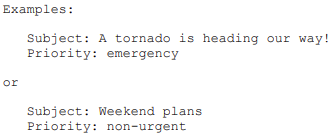 Examples:
Subject: A tornado is heading our way!
Priority: emergency
or
Subject: Weekend plans
Priority: non-urgent